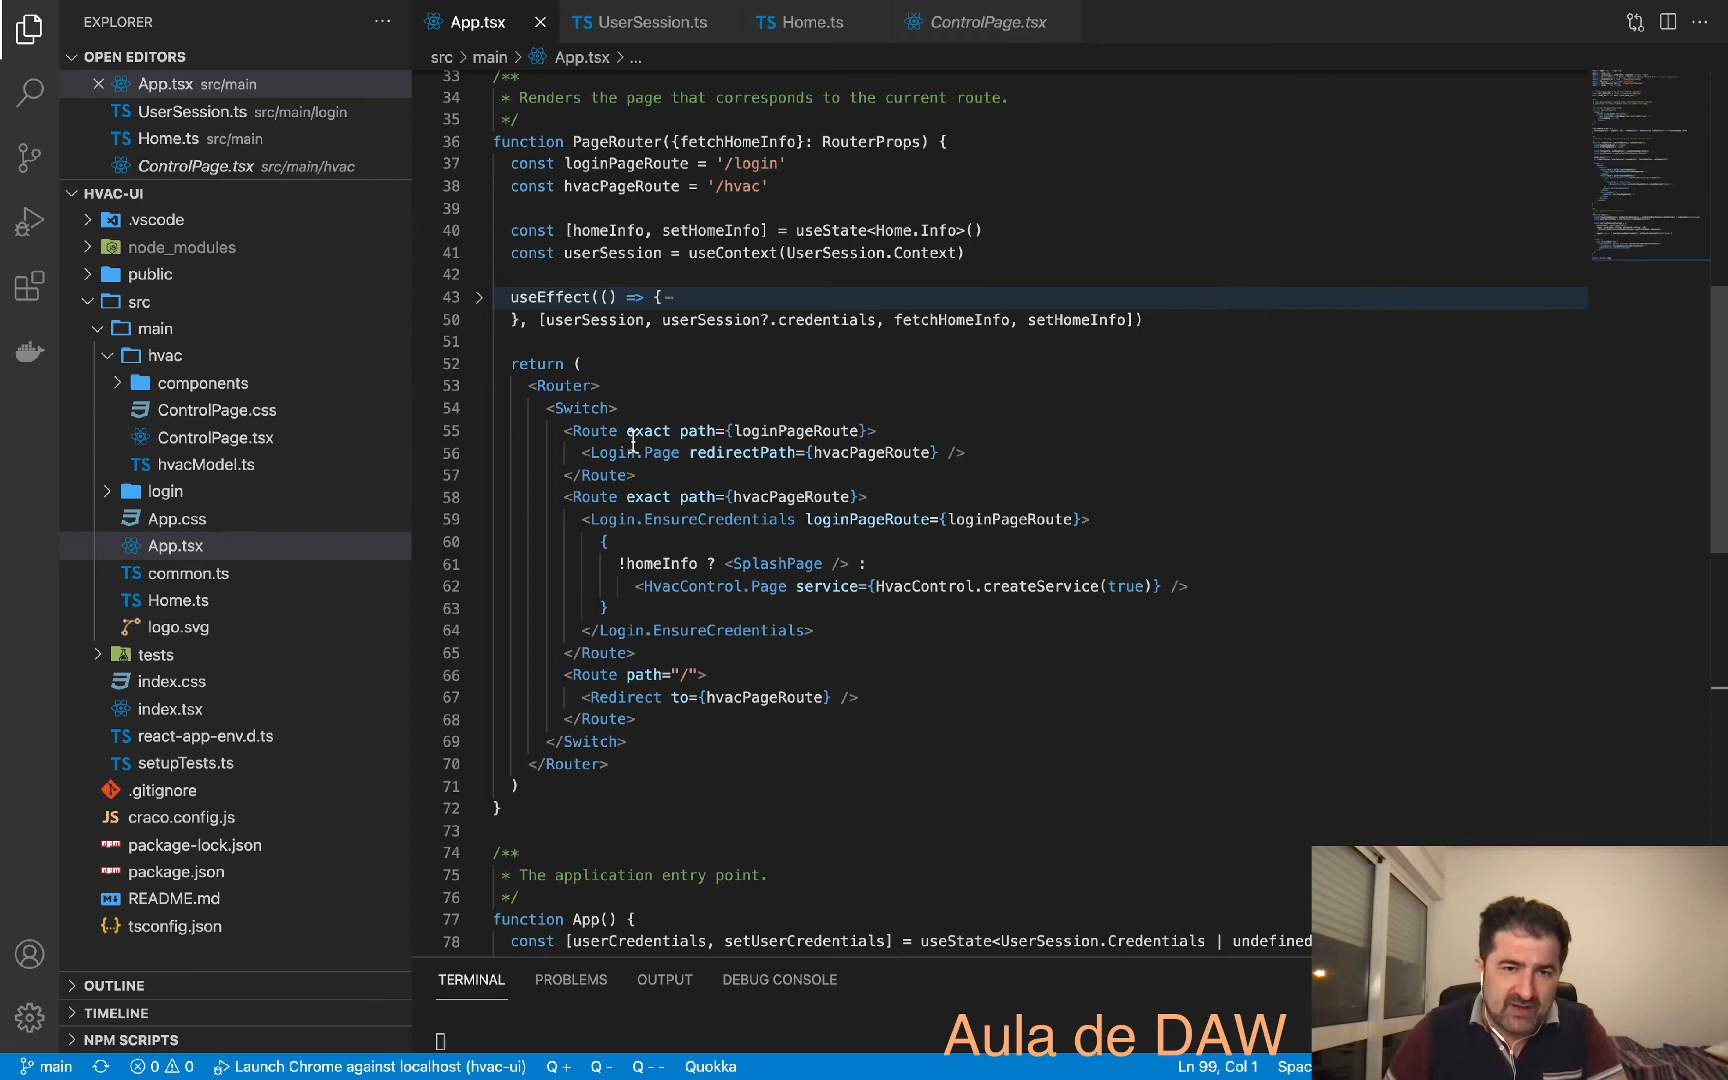 EXPLORER
App.tsx
UserSession.ts
Home.ts
ControlPage.tsx
OPEN EDITORS
App.tsx src/main
UserSession.ts src/main/login
Home.ts src/main
ControlPage.tsx src/main/hvac
HVAC-UI
.vscode
node_modules
public
src
main
hvac
components
ControlPage.css
ControlPage.tsx
hvacModel.ts
login
App.css
App.tsx
common.ts
Home.ts
logo.svg
tests
index.css
index.tsx
react-app-env.d.ts
setupTests.ts
.gitignore
craco.config.js
package-lock.json
package.json
README.md
tsconfig.json
OUTLINE
TIMELINE
NPM SCRIPTS
src > main > App.tsx > ...
33 /**
34 * Renders the page that corresponds to the current route.
35 */
36 function PageRouter({fetchHomeInfo}: RouterProps) {
37 const loginPageRoute = '/login'
38 const hvacPageRoute = '/hvac'
39
40 const [homeInfo, setHomeInfo] = useState<Home.Info>()
41 const userSession = useContext(UserSession.Context)
42
43 useEffect(() => {
50 }, [userSession, userSession?.credentials, fetchHomeInfo, setHomeInfo])
51
52 return (
53 <Router>
54 <Switch>
55 <Route exact path={loginPageRoute}>
56 <Login.Page redirectPath={hvacPageRoute} />
57 </Route>
58 <Route exact path={hvacPageRoute}>
59 <Login.EnsureCredentials loginPageRoute={loginPageRoute}>
60 {
61 !homeInfo ? <SplashPage /> :
62 <HvacControl.Page service={HvacControl.createService(true)} />
63 }
64 </Login.EnsureCredentials>
65 </Route>
66 <Route path="/">
67 <Redirect to={hvacPageRoute} />
68 </Route>
69 </Switch>
70 </Router>
71 )
72 }
73
74 /**
75 * The application entry point.
76 */
77 function App() {
78 const [userCredentials, setUserCredentials] = useState<UserSession.Credentials | undefined
TERMINAL PROBLEMS OUTPUT DEBUG CONSOLE
Aula de DAW
main 0 0 Launch Chrome against localhost (hvac-ui) Q + Q - Q - - Quokka Ln 99, Col 1 Spac